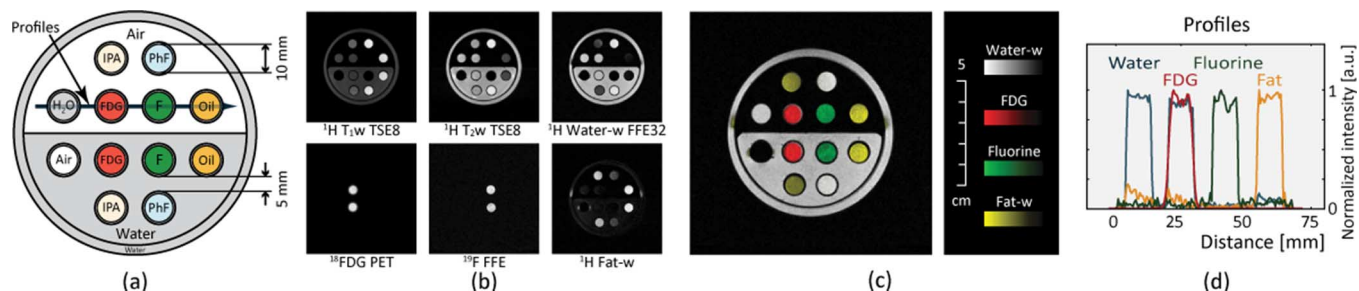 Profiles
Air
IPA
PhF
10 mm
H₂O
FDG
F
Oil
Air
FDG
F
Oil
5 mm
IPA
PhF
Water
Water
(a)
¹H T₁w TSE8
¹H T₂w TSE8
¹H Water-w FFE32
¹⁸FDG PET
¹⁹F FFE
¹H Fat-w
(b)
(c)
Water-w
5
FDG
Fluorine
cm
Fat-w
Profiles
Water
Fluorine
FDG
Fat
1
0
Normalized intensity [a.u.]
0 25 50 75
Distance [mm]
(d)